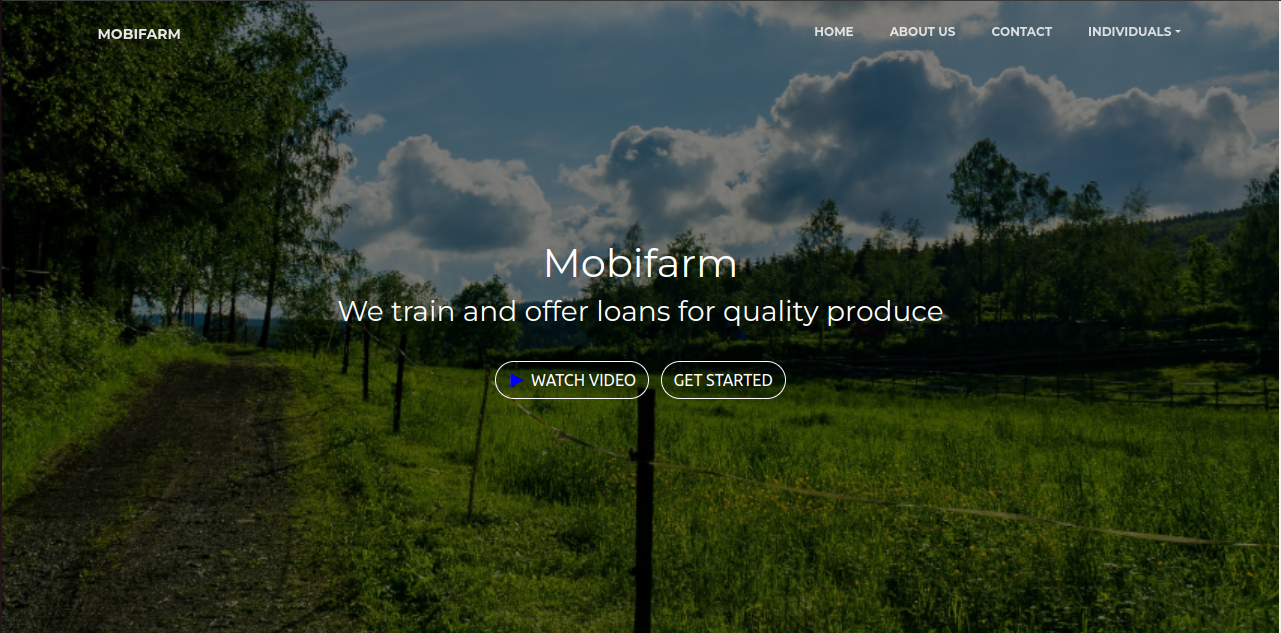 MOBIFARM
HOME ABOUT US CONTACT INDIVIDUALS
Mobifarm
We train and offer loans for quality produce
WATCH VIDEO GET STARTED